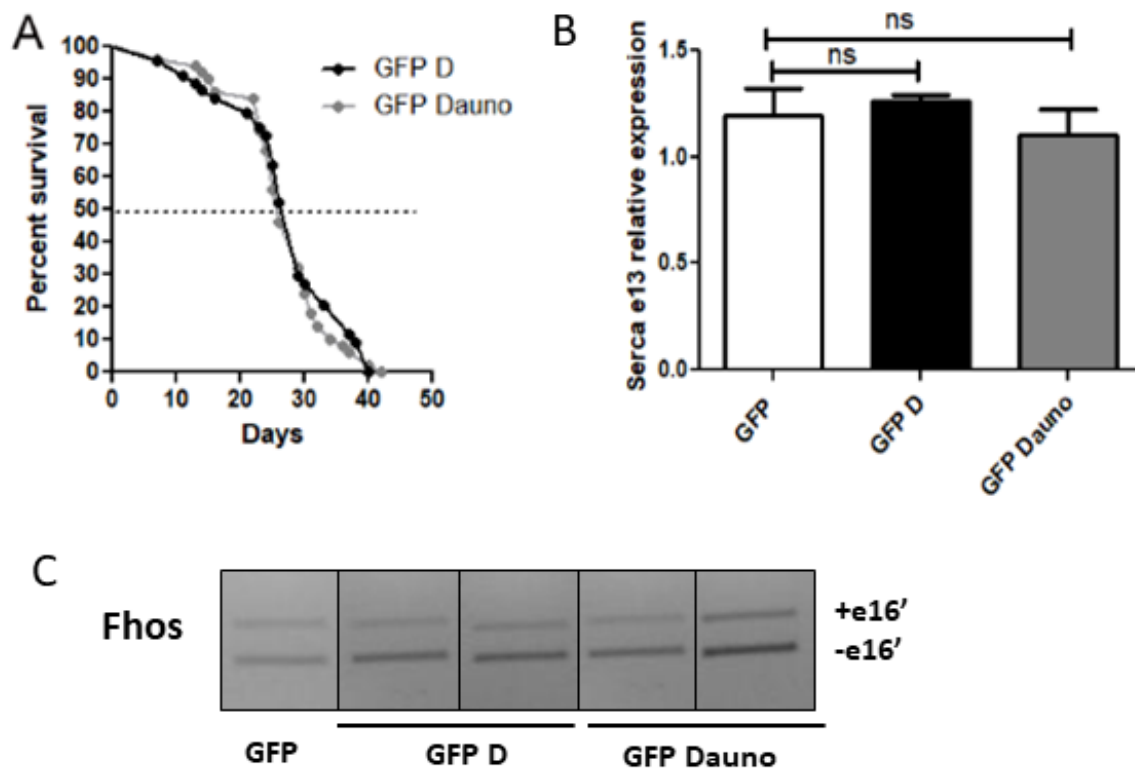 A
100
90
80
70
60
50
40
30
20
10
0
0 10 20 30 40 50
Percent survival
Days
GFP D
GFP Dauno
B
ns
ns
1.5
1.0
0.5
0.0
Serca e13 relative expression
GFP
GFP D
GFP Dauno
C
Fhos
+e16’
-e16’
GFP GFP D GFP Dauno